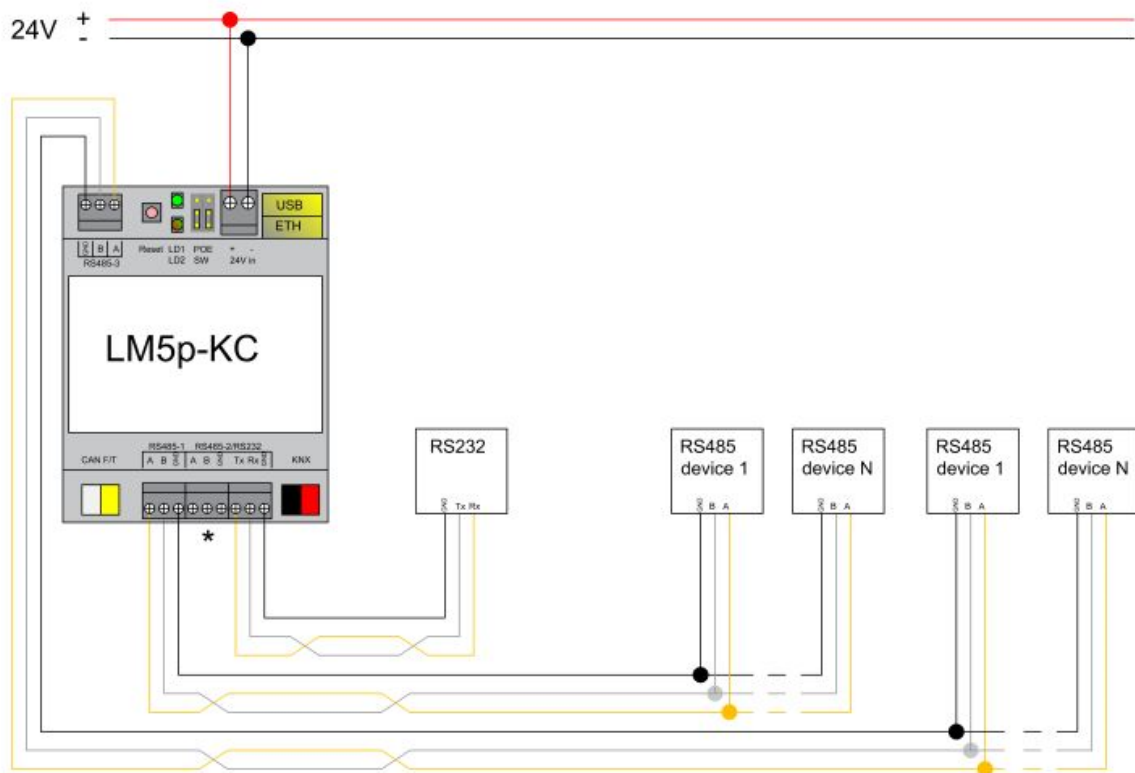 24V + -
USB
ETH
GND B A
RS485-3
Reset LD1 POE + -
LD2 SW 24V in
LM5p-KC
RS485-1 RS485-2/RS232
CAN F/T A B GND A B GND Tx Rx GND KNX
*
RS232
GND Tx Rx
RS485
device 1
GND B A
RS485
device N
GND B A
RS485
device 1
GND B A
RS485
device N
GND B A